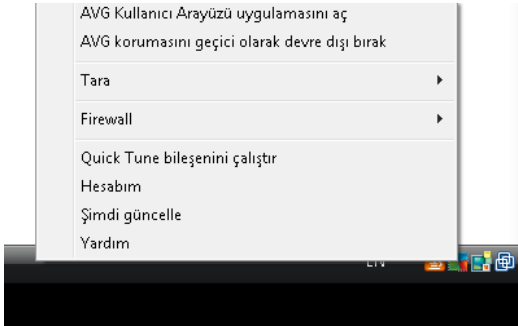 AVG Kullanıcı Arayüzü uygulamasını aç
AVG korumasını geçici olarak devre dışı bırak
Tara
Firewall
Quick Tune bileşenini çalıştır
Hesabım
Şimdi güncelle
Yardım
EN